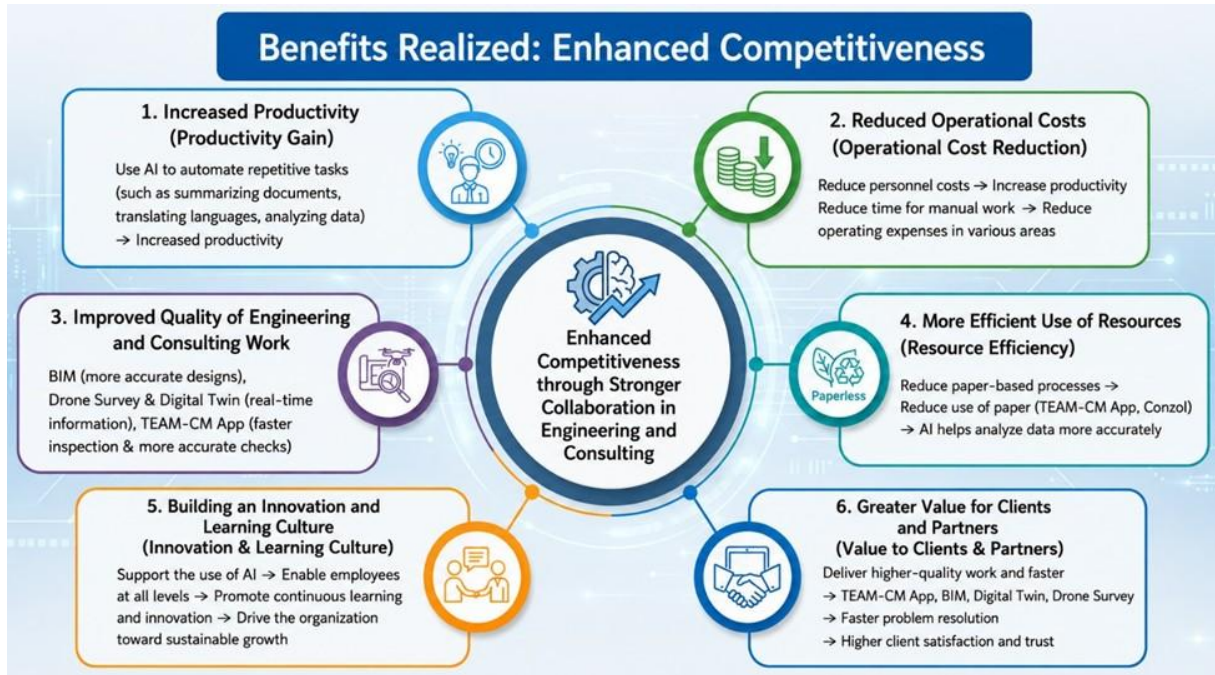 Benefits Realized: Enhanced Competitiveness
1. Increased Productivity
(Productivity Gain)
Use AI to automate repetitive tasks
(such as summarizing documents,
translating languages, analyzing data)
→ Increased productivity
2. Reduced Operational Costs
(Operational Cost Reduction)
Reduce personnel costs → Increase productivity
Reduce time for manual work → Reduce
operating expenses in various areas
3. Improved Quality of Engineering
and Consulting Work
BIM (more accurate designs),
Drone Survey & Digital Twin (real-time
information), TEAM-CM App (faster
inspection & more accurate checks)
Enhanced
Competitiveness
through Stronger
Collaboration in
Engineering and
Consulting
Paperless
4. More Efficient Use of Resources
(Resource Efficiency)
Reduce paper-based processes →
Reduce use of paper (TEAM-CM App, Conzol)
→ AI helps analyze data more accurately
5. Building an Innovation and
Learning Culture
(Innovation & Learning Culture)
Support the use of AI → Enable employees
at all levels → Promote continuous learning
and innovation → Drive the organization
toward sustainable growth
6. Greater Value for Clients
and Partners
(Value to Clients & Partners)
Deliver higher-quality work and faster
→ TEAM-CM App, BIM, Digital Twin, Drone Survey
→ Faster problem resolution
→ Higher client satisfaction and trust